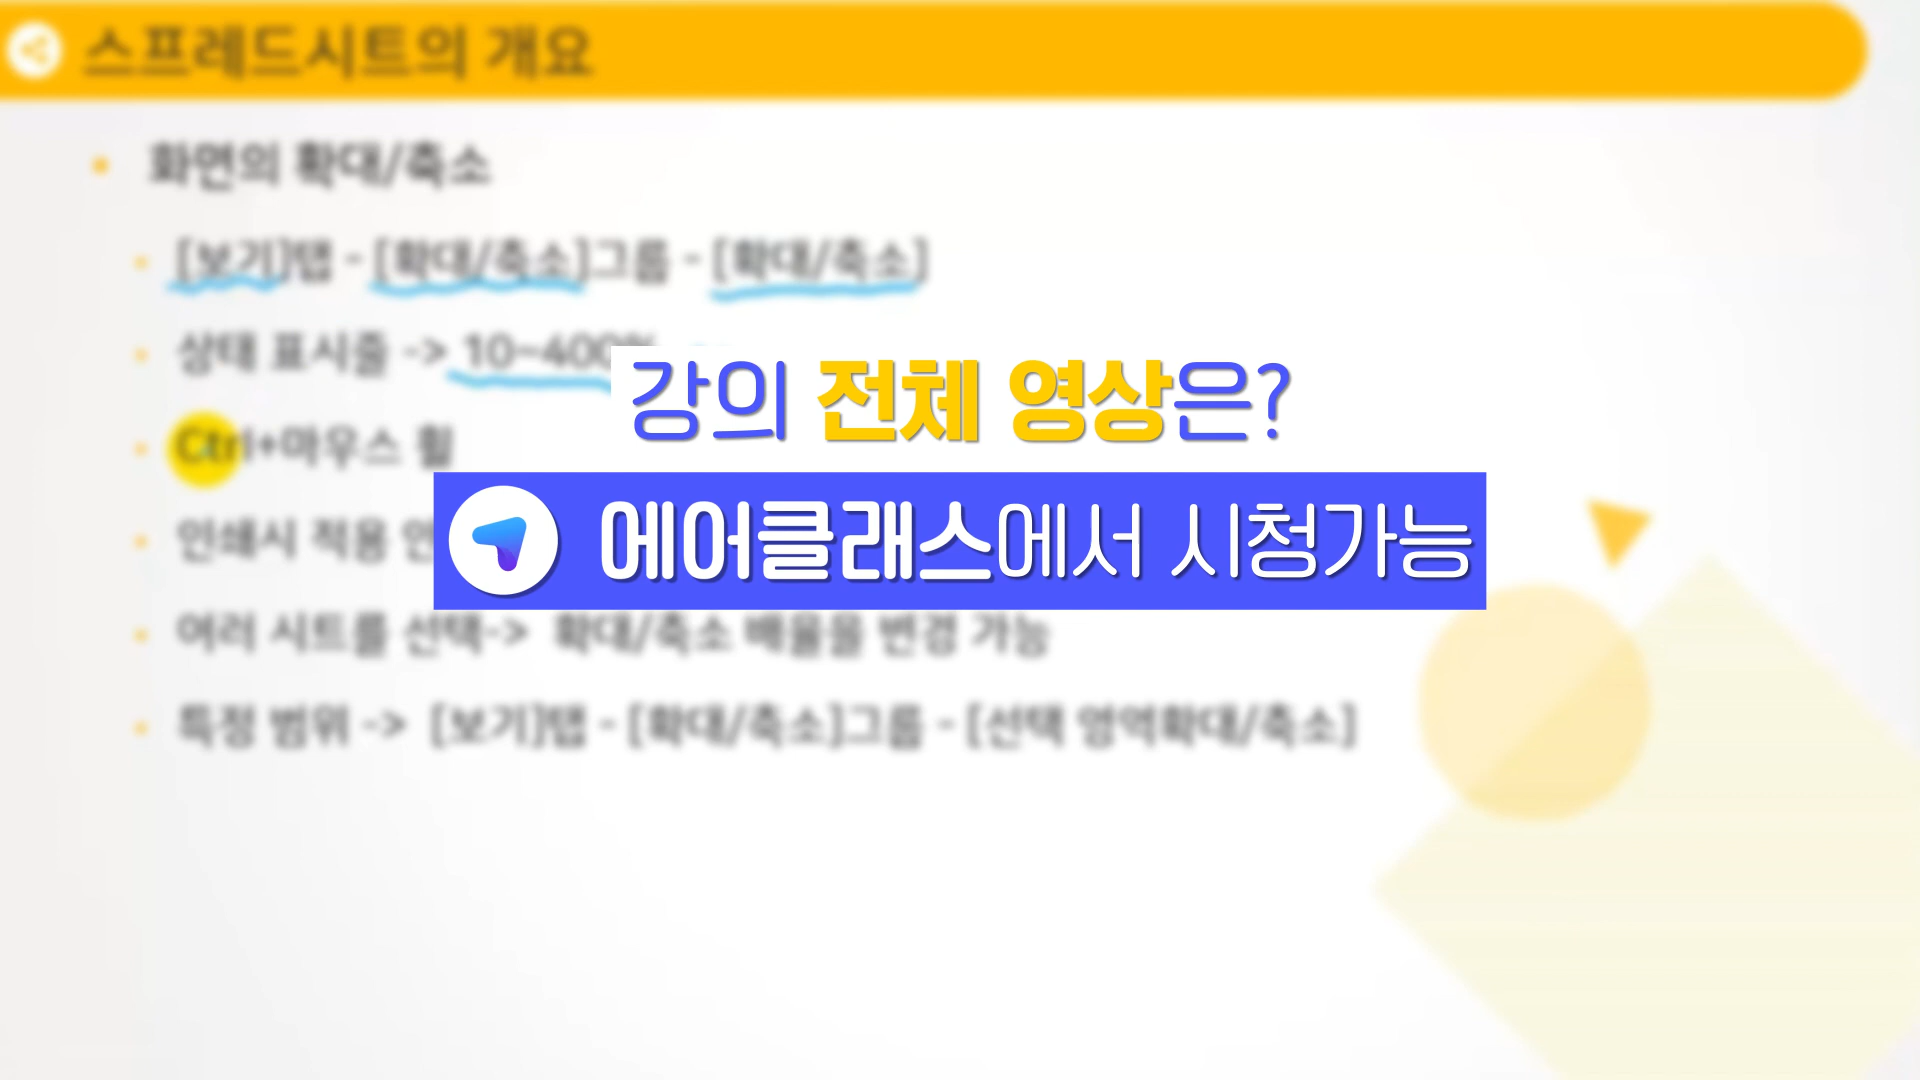 스프레드시트의 개요
화면의 확대/축소
[보기]탭 - [확대/축소]그룹 - [확대/축소]
상태 표시줄 -> 10~400%
강의 전체 영상은?
Ctrl+마우스 휠
에어클래스에서 시청가능
인쇄시 적용
여러 시트를 선택-> 확대/축소 배율을 변경 가능
특정 범위 -> [보기]탭 - [확대/축소]그룹 - [선택 영역확대/축소]